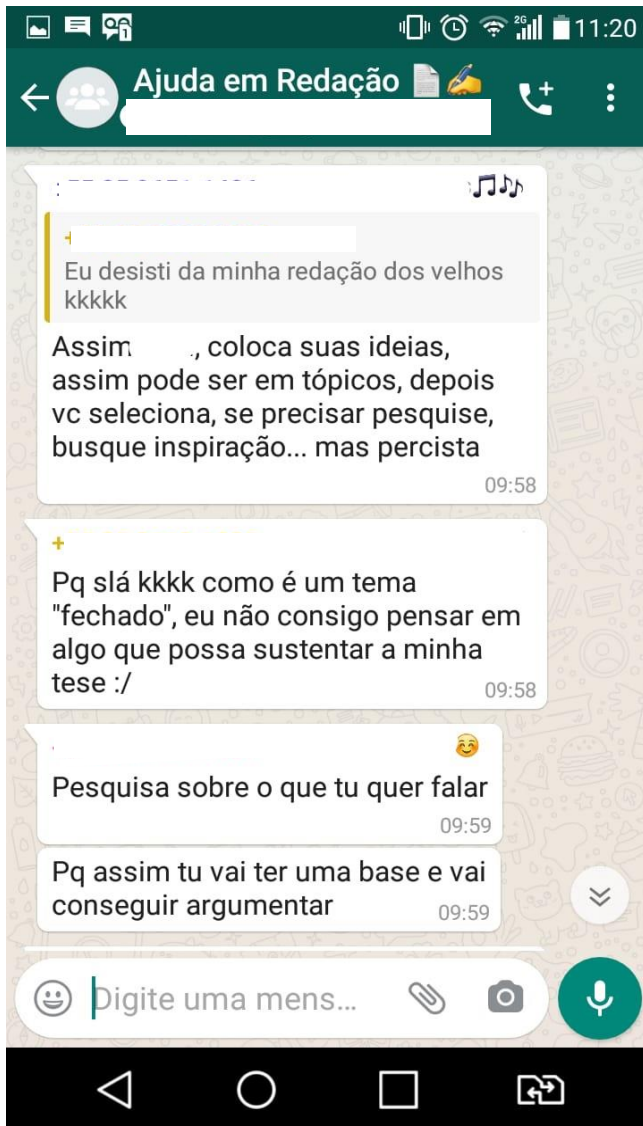 11:20
2G
Ajuda em Redação
Eu desisti da minha redação dos velhos
kkkkk
Assim , coloca suas ideias,
assim pode ser em tópicos, depois
vc seleciona, se precisar pesquise,
busque inspiração... mas percista
09:58
+
Pq slá kkkk como é um tema
"fechado", eu não consigo pensar em
algo que possa sustentar a minha
tese :/
09:58
Pesquisa sobre o que tu quer falar
09:59
Pq assim tu vai ter uma base e vai
conseguir argumentar
09:59
Digite uma mens...